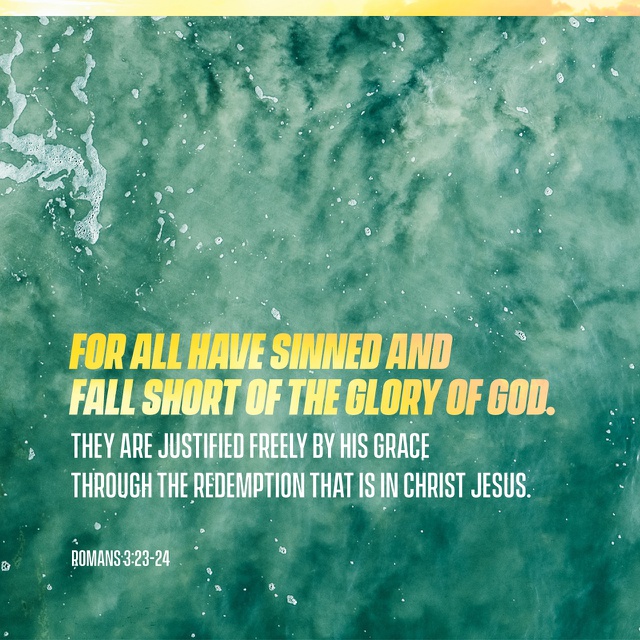 FOR ALL HAVE SINNED AND
FALL SHORT OF THE GLORY OF GOD.
THEY ARE JUSTIFIED FREELY BY HIS GRACE
THROUGH THE REDEMPTION THAT IS IN CHRIST JESUS.
ROMANS 3:23-24